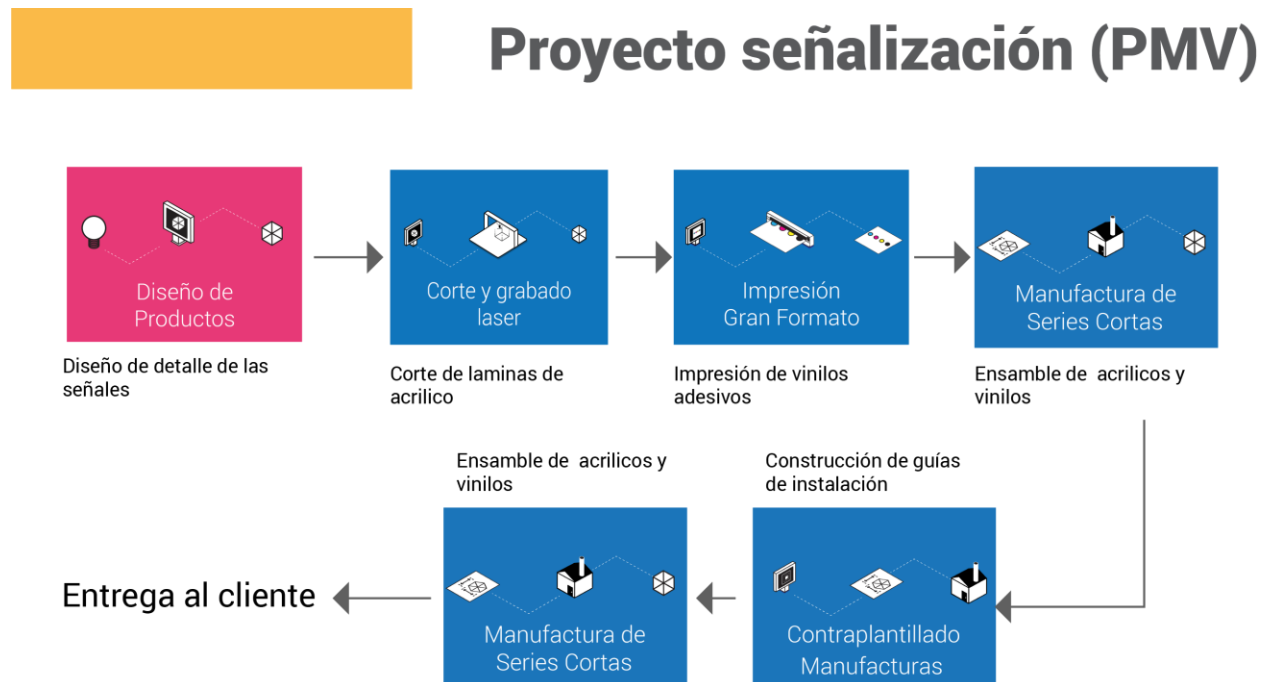 Proyecto señalización (PMV)
Diseño de
Productos
Diseño de detalle de las
señales
Corte y grabado
laser
Corte de laminas de
acrilico
Impresión
Gran Formato
Impresión de vinilos
adesivos
Manufactura de
Series Cortas
Ensamble de acrilicos y
vinilos
Construcción de guías
de instalación
Contraplantillado
Manufacturas
Ensamble de acrilicos y
vinilos
Manufactura de
Series Cortas
Entrega al cliente